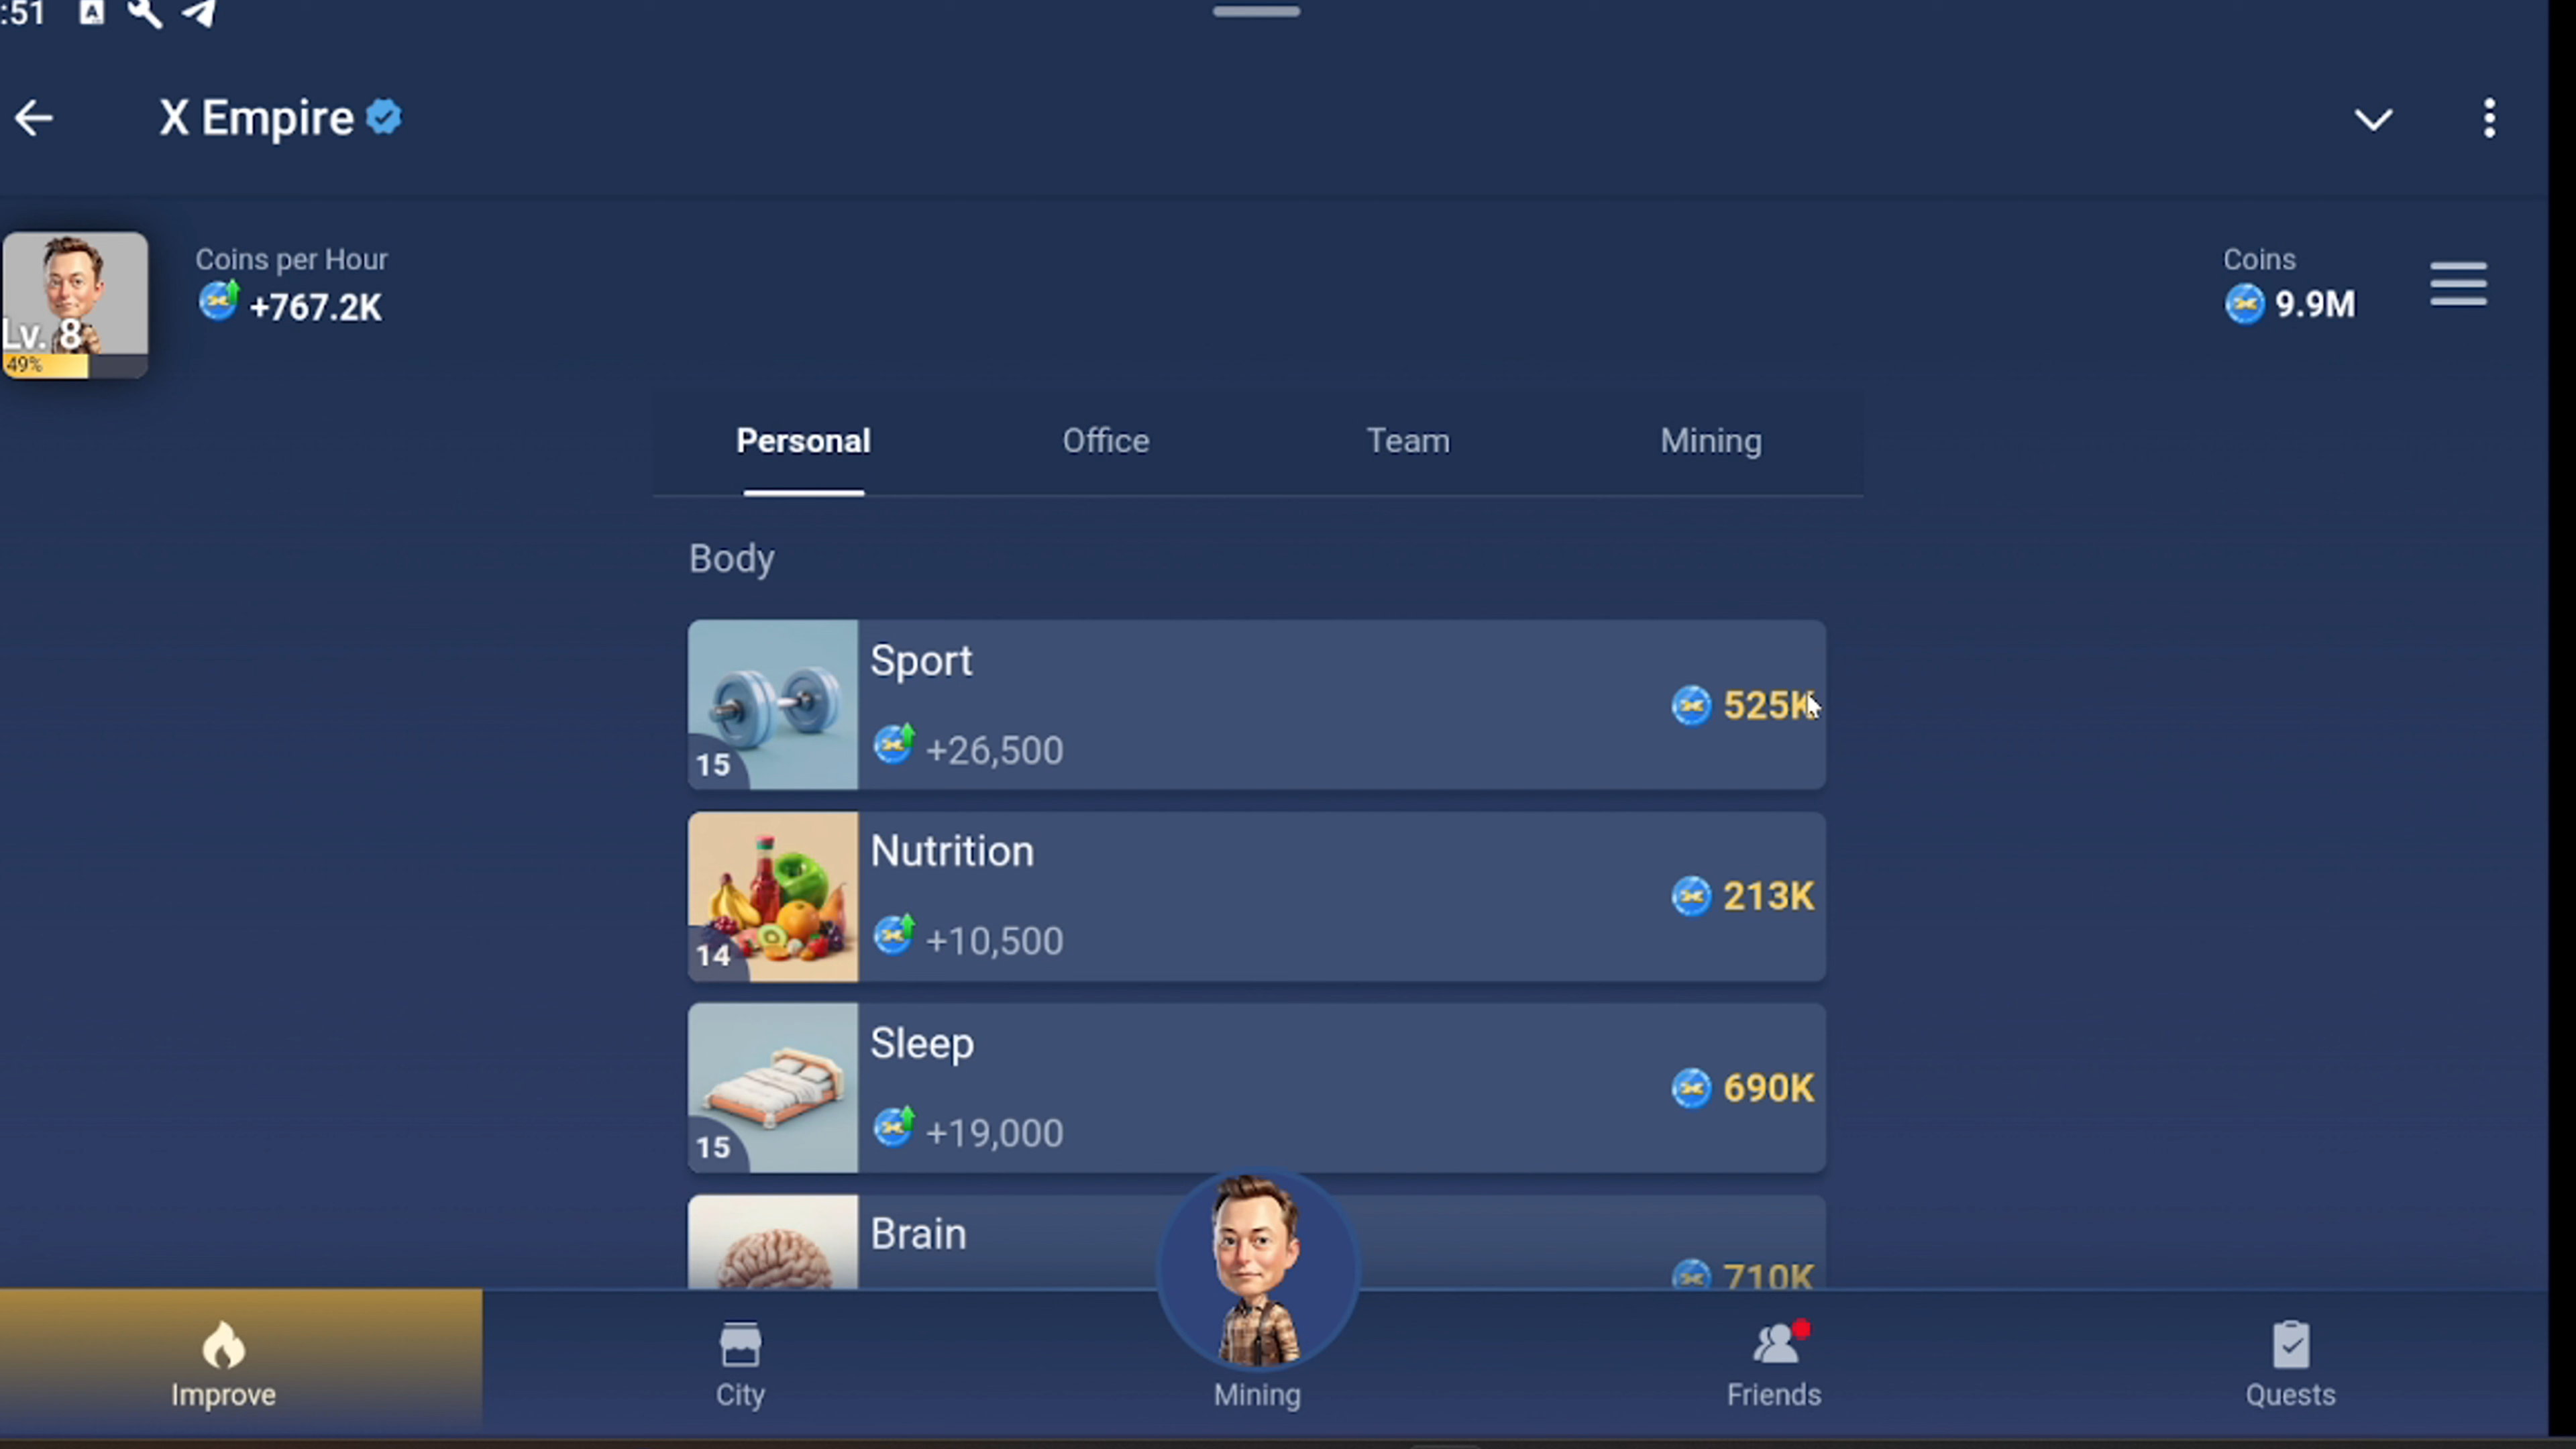 :51
X Empire
Coins per Hour
+767.2K
Lv. 8
49%
Coins
9.9M
Personal
Office
Team
Mining
Body
Sport
+26,500
15
525K
Nutrition
+10,500
14
213K
Sleep
+19,000
15
690K
Brain
710K
Improve
City
Mining
Friends
Quests